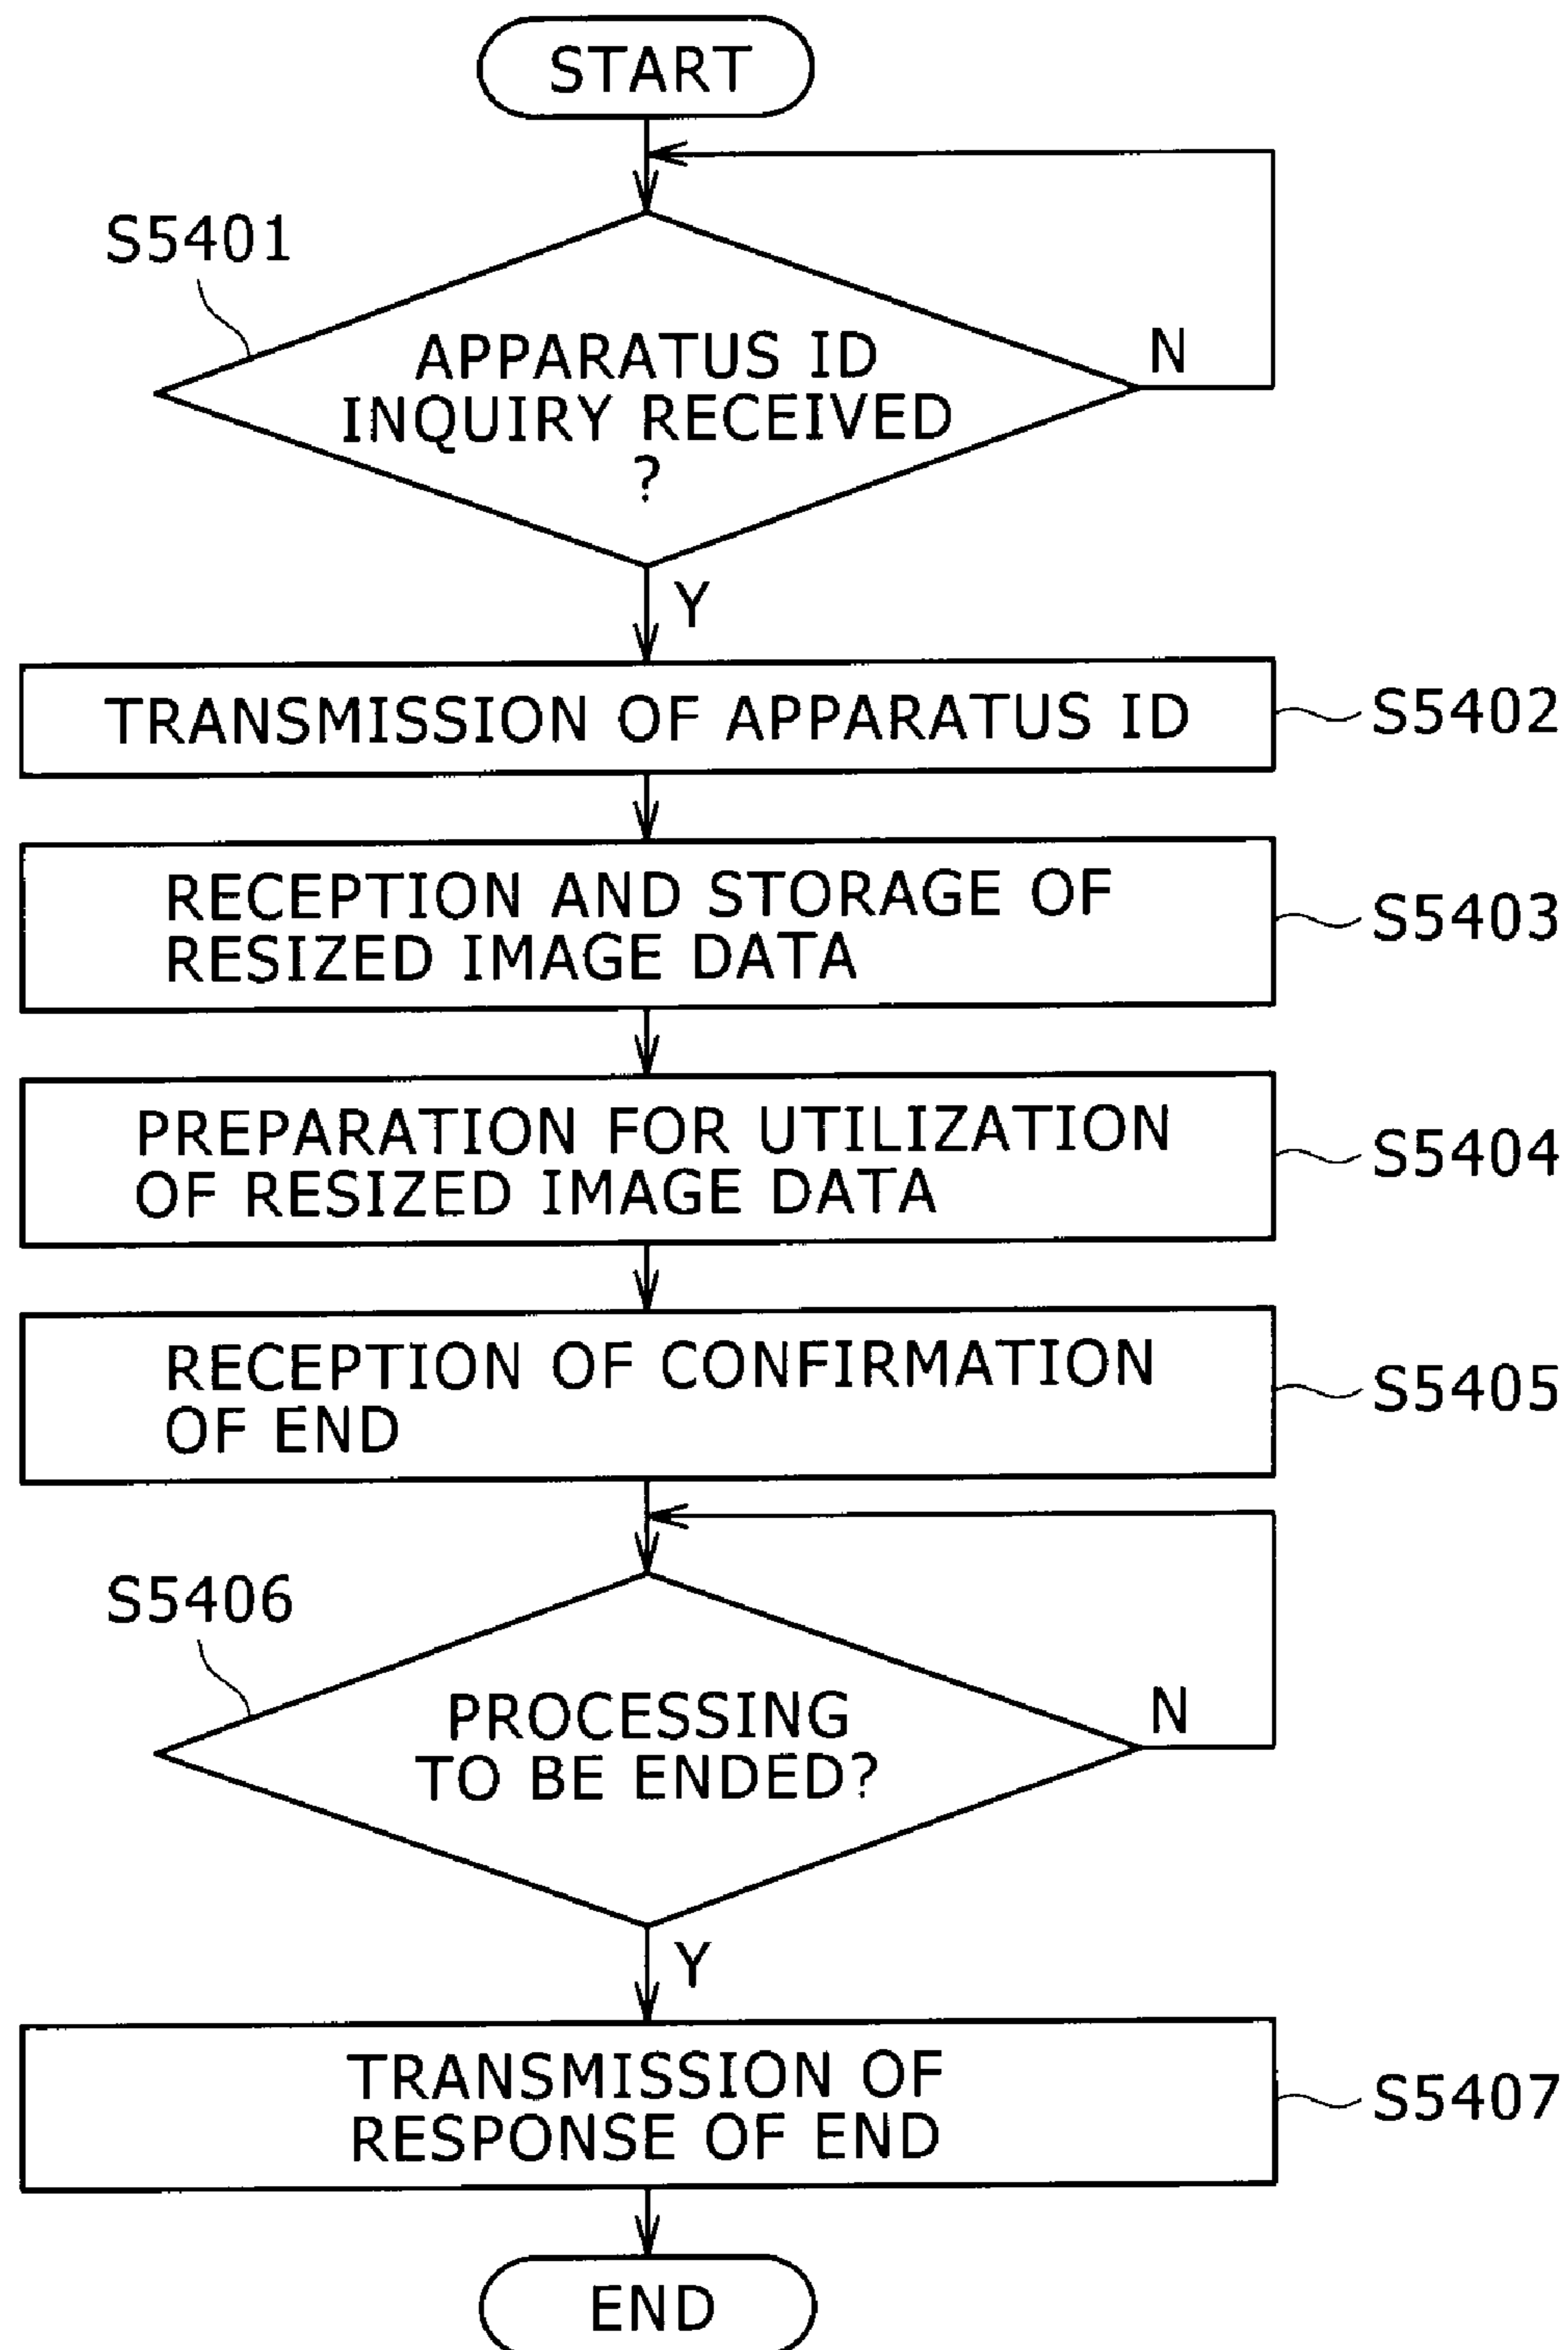 START
S5401
APPARATUS ID
INQUIRY RECEIVED
?
N
Y
TRANSMISSION OF APPARATUS ID
S5402
RECEPTION AND STORAGE OF
RESIZED IMAGE DATA
S5403
PREPARATION FOR UTILIZATION
OF RESIZED IMAGE DATA
S5404
RECEPTION OF CONFIRMATION
OF END
S5405
S5406
PROCESSING
TO BE ENDED?
N
Y
TRANSMISSION OF
RESPONSE OF END
S5407
END